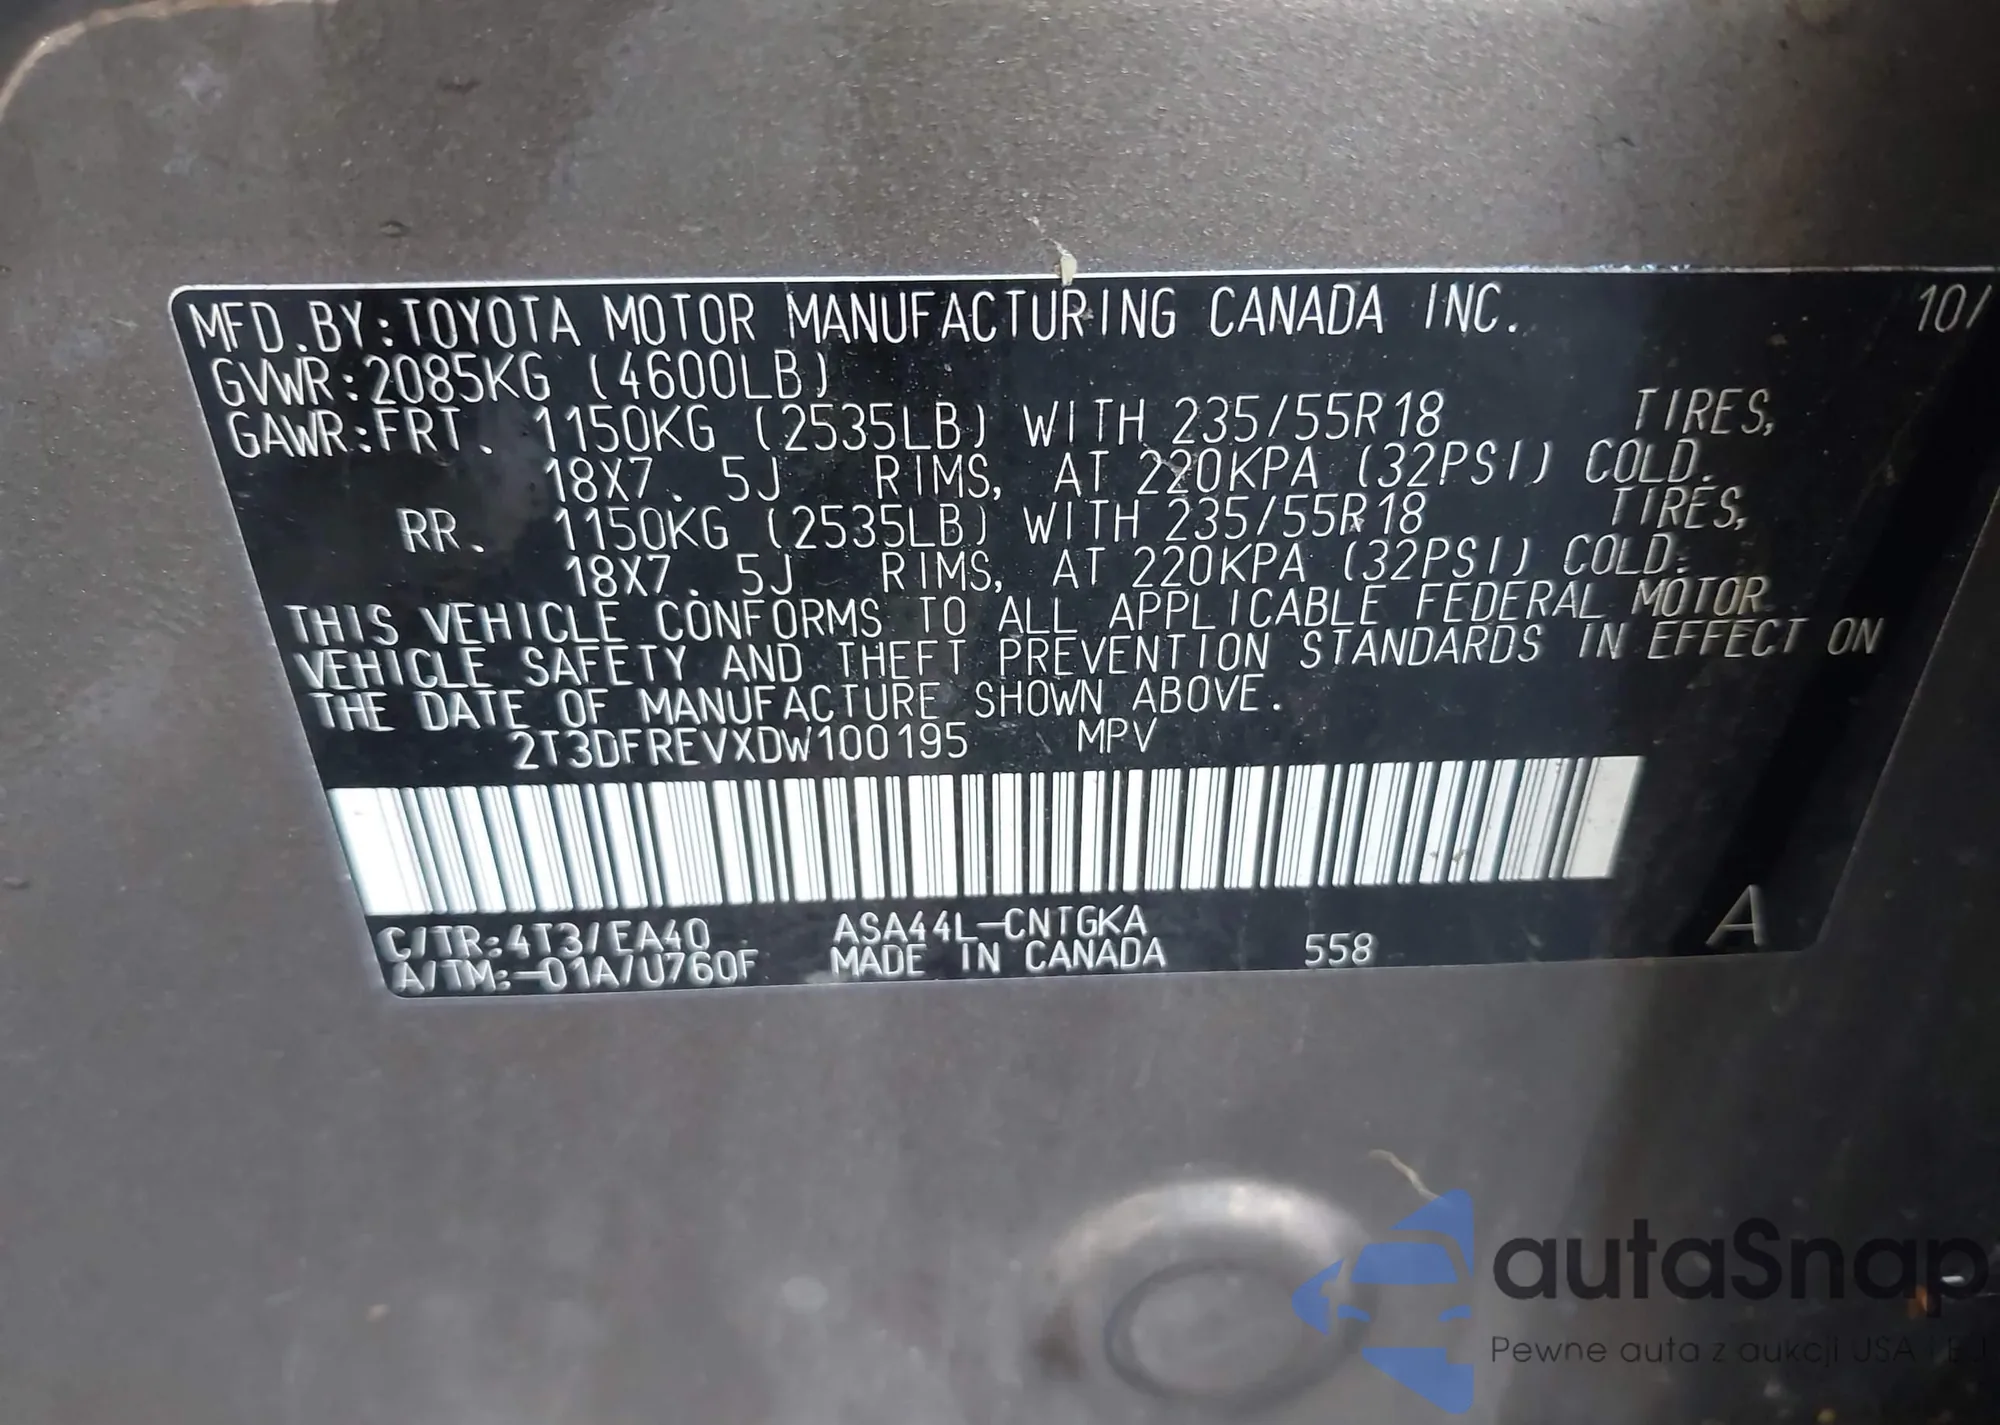 MFD. BY: TOYOTA MOTOR MANUFACTURING CANADA INC. 10/
GVWR: 2085KG (4600LB)
GAWR: FRT. 1150KG (2535LB) WITH 235/55R18 TIRES,
18X7. 5J RIMS, AT 220KPA (32PSI) COLD.
RR. 1150KG (2535LB) WITH 235/55R18 TIRES,
18X7. 5J RIMS, AT 220KPA (32PSI) COLD.
THIS VEHICLE CONFORMS TO ALL APPLICABLE FEDERAL MOTOR
VEHICLE SAFETY AND THEFT PREVENTION STANDARDS IN EFFECT ON
THE DATE OF MANUFACTURE SHOWN ABOVE.
2T3DFREVXDW100195 MPV
C/TR: 4T3/EA40 ASA44L-CNTGKA A
A/TM: -01A/U760F MADE IN CANADA 558
autaSnap
Pewne auta z aukcji USA i EU